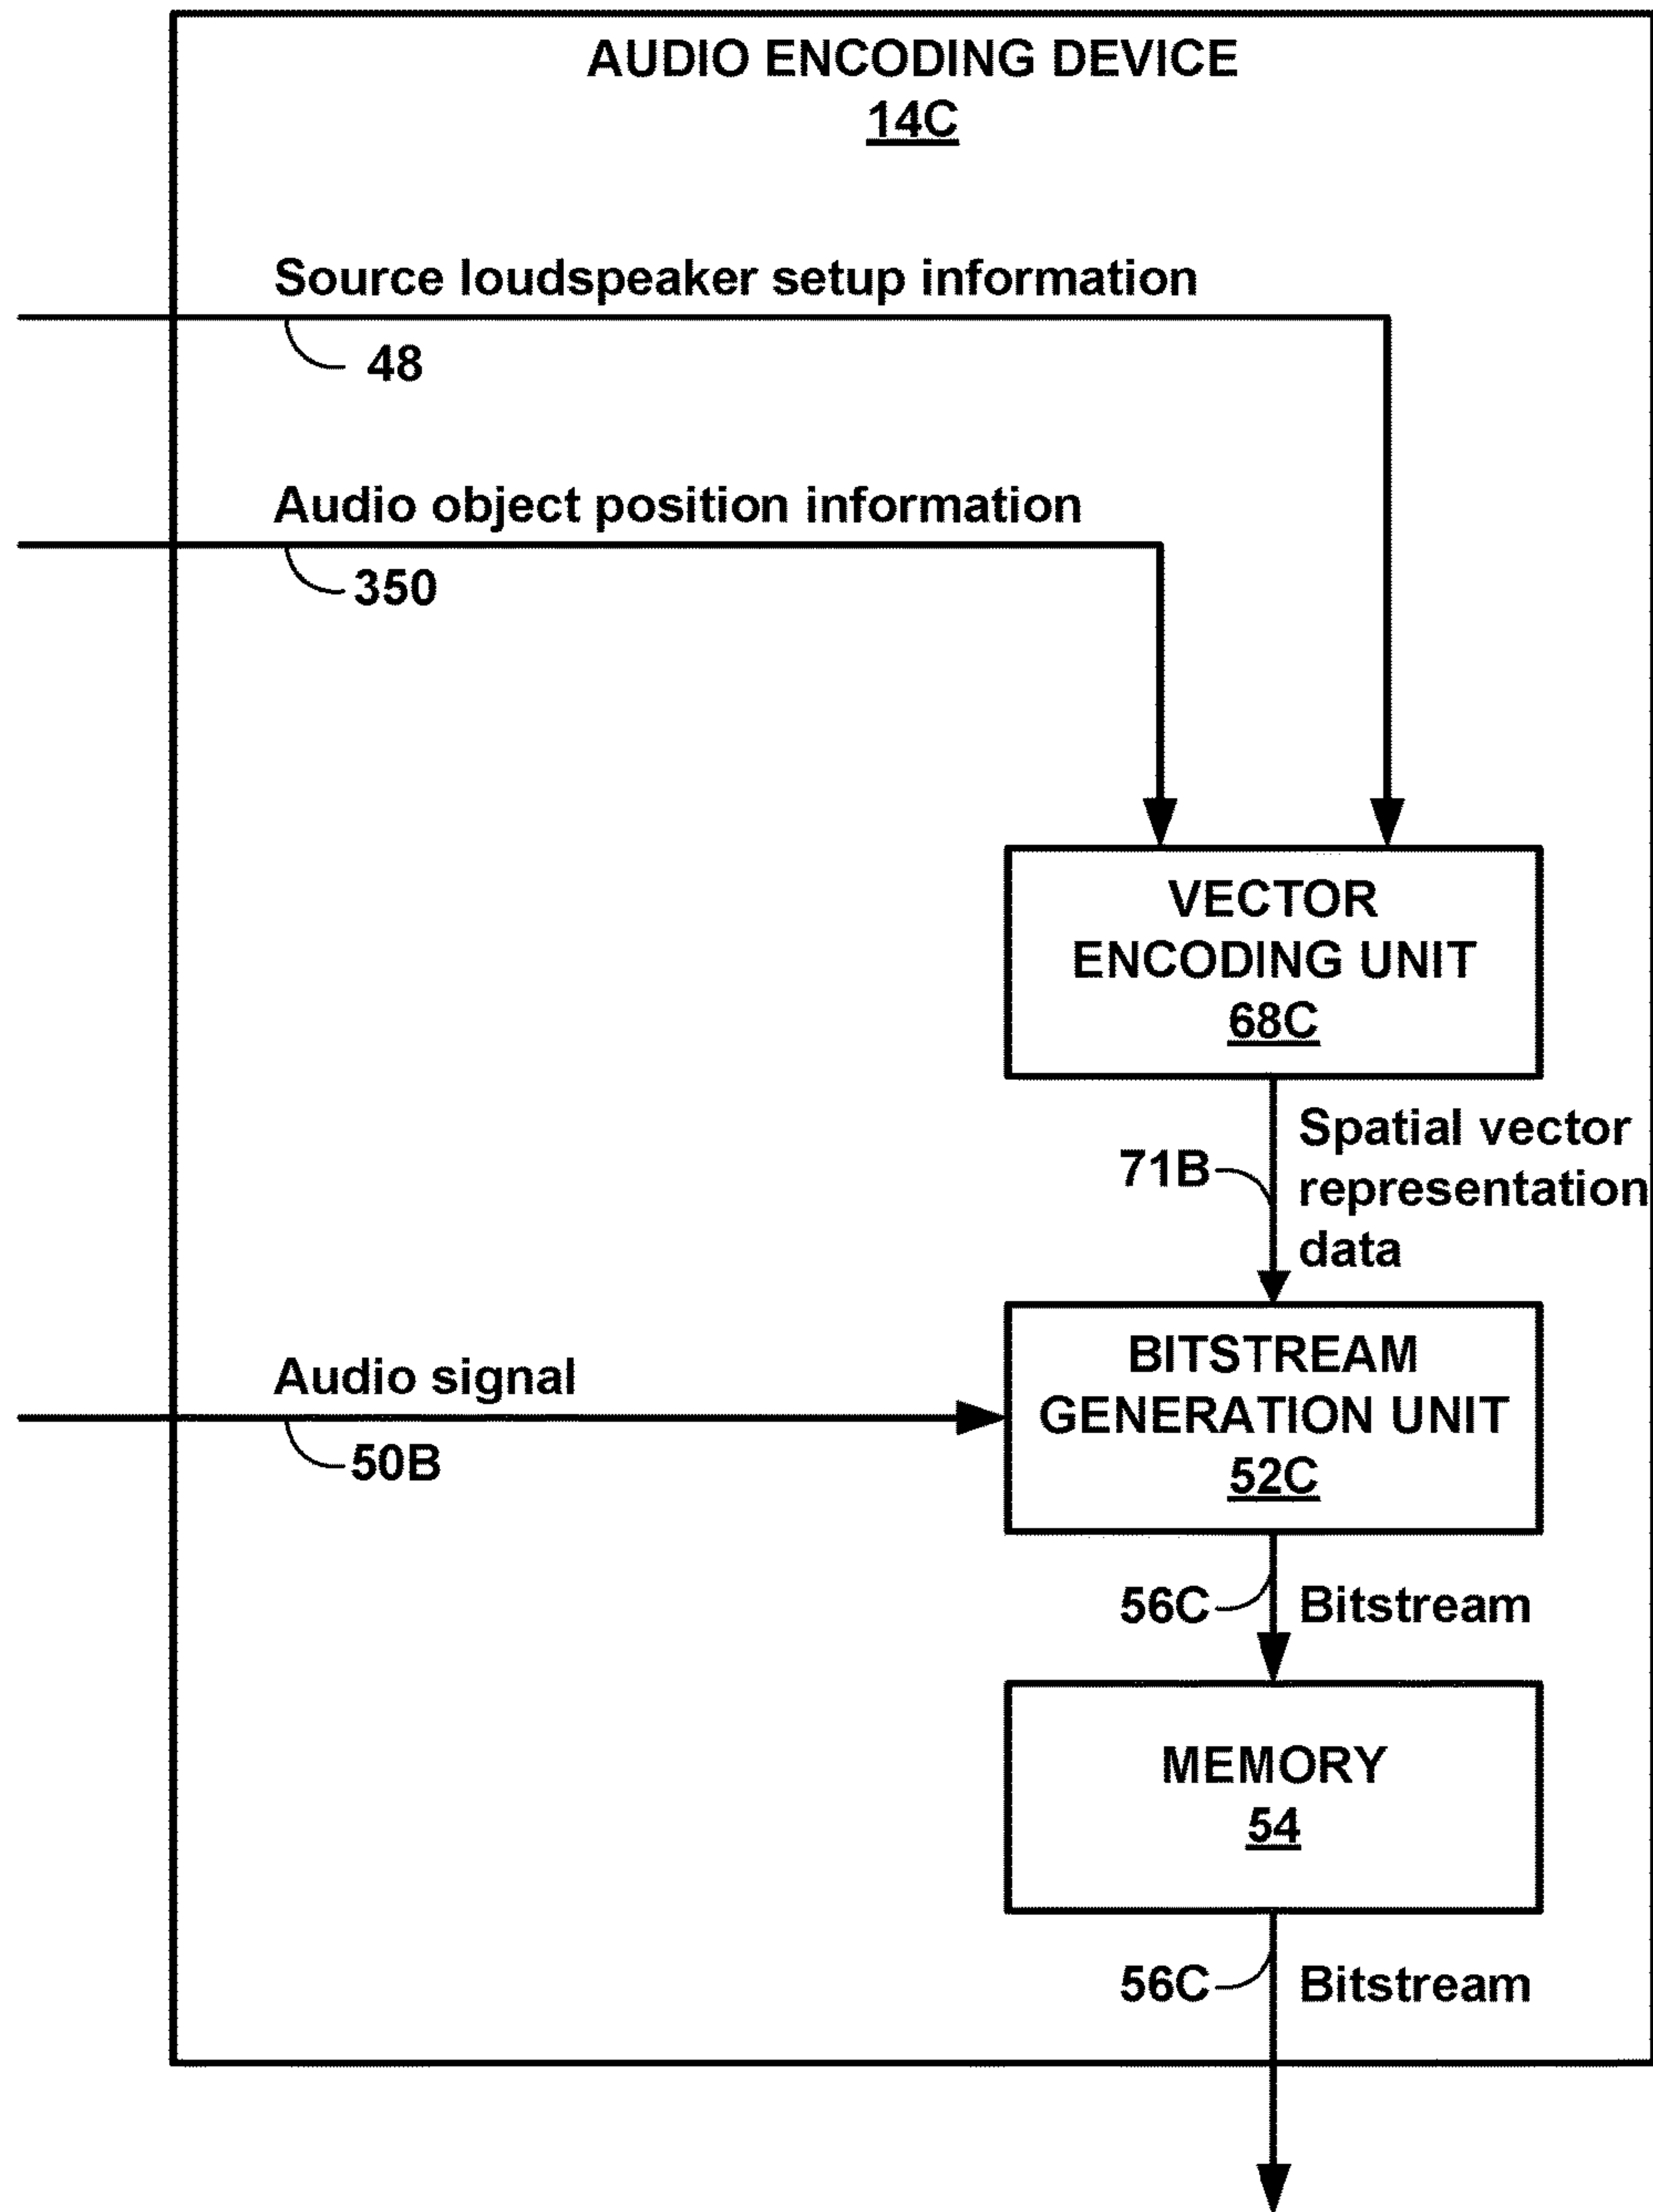 AUDIO ENCODING DEVICE
14C
Source loudspeaker setup information
48
Audio object position information
350
VECTOR
ENCODING UNIT
68C
Spatial vector
representation
data
71B
Audio signal
50B
BITSTREAM
GENERATION UNIT
52C
56C
Bitstream
MEMORY
54
56C
Bitstream